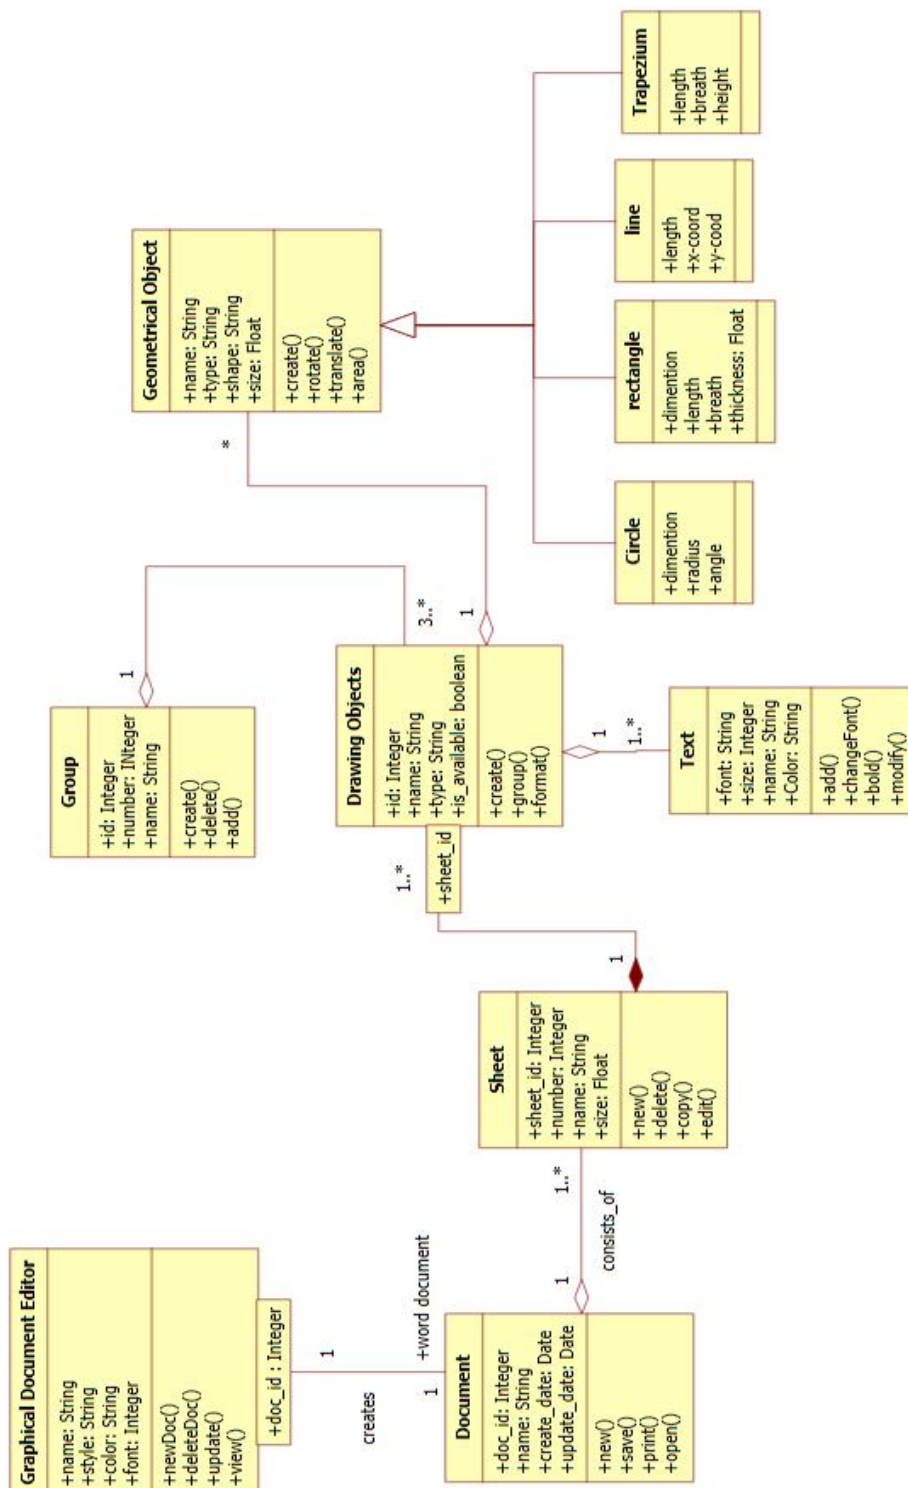 Graphical Document Editor
+name: String
+style: String
+color: String
+font: Integer
+newDoc()
+deleteDoc()
+update()
+view()
+doc_id : Integer
1
creates
+word document
1
Document
+doc_id: Integer
+name: String
+create_date: Date
+update_date: Date
+new()
+save()
+print()
+open()
1
consists_of
1..*
Sheet
+sheet_id: Integer
+number: Integer
+name: String
+size: Float
+new()
+delete()
+copy()
+edit()
1
1..*
+sheet_id
Drawing Objects
+id: Integer
+name: String
+type: String
+is_available: boolean
+create()
+group()
+format()
3..*
1
Group
+id: Integer
+number: INteger
+name: String
+create()
+delete()
+add()
1
1..*
Text
+font: String
+size: Integer
+name: String
+Color: String
+add()
+changeFont()
+bold()
+modify()
1
*
Geometrical Object
+name: String
+type: String
+shape: String
+size: Float
+create()
+rotate()
+translate()
+area()
Circle
+dimention
+radius
+angle
rectangle
+dimention
+length
+breath
+thickness: Float
line
+length
+x-coord
+y-cood
Trapezium
+length
+breath
+height